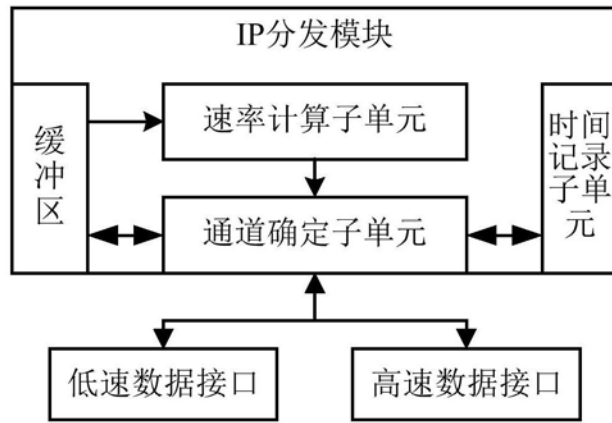 IP分发模块
缓冲区
速率计算子单元
时间记录子单元
通道确定子单元
低速数据接口
高速数据接口